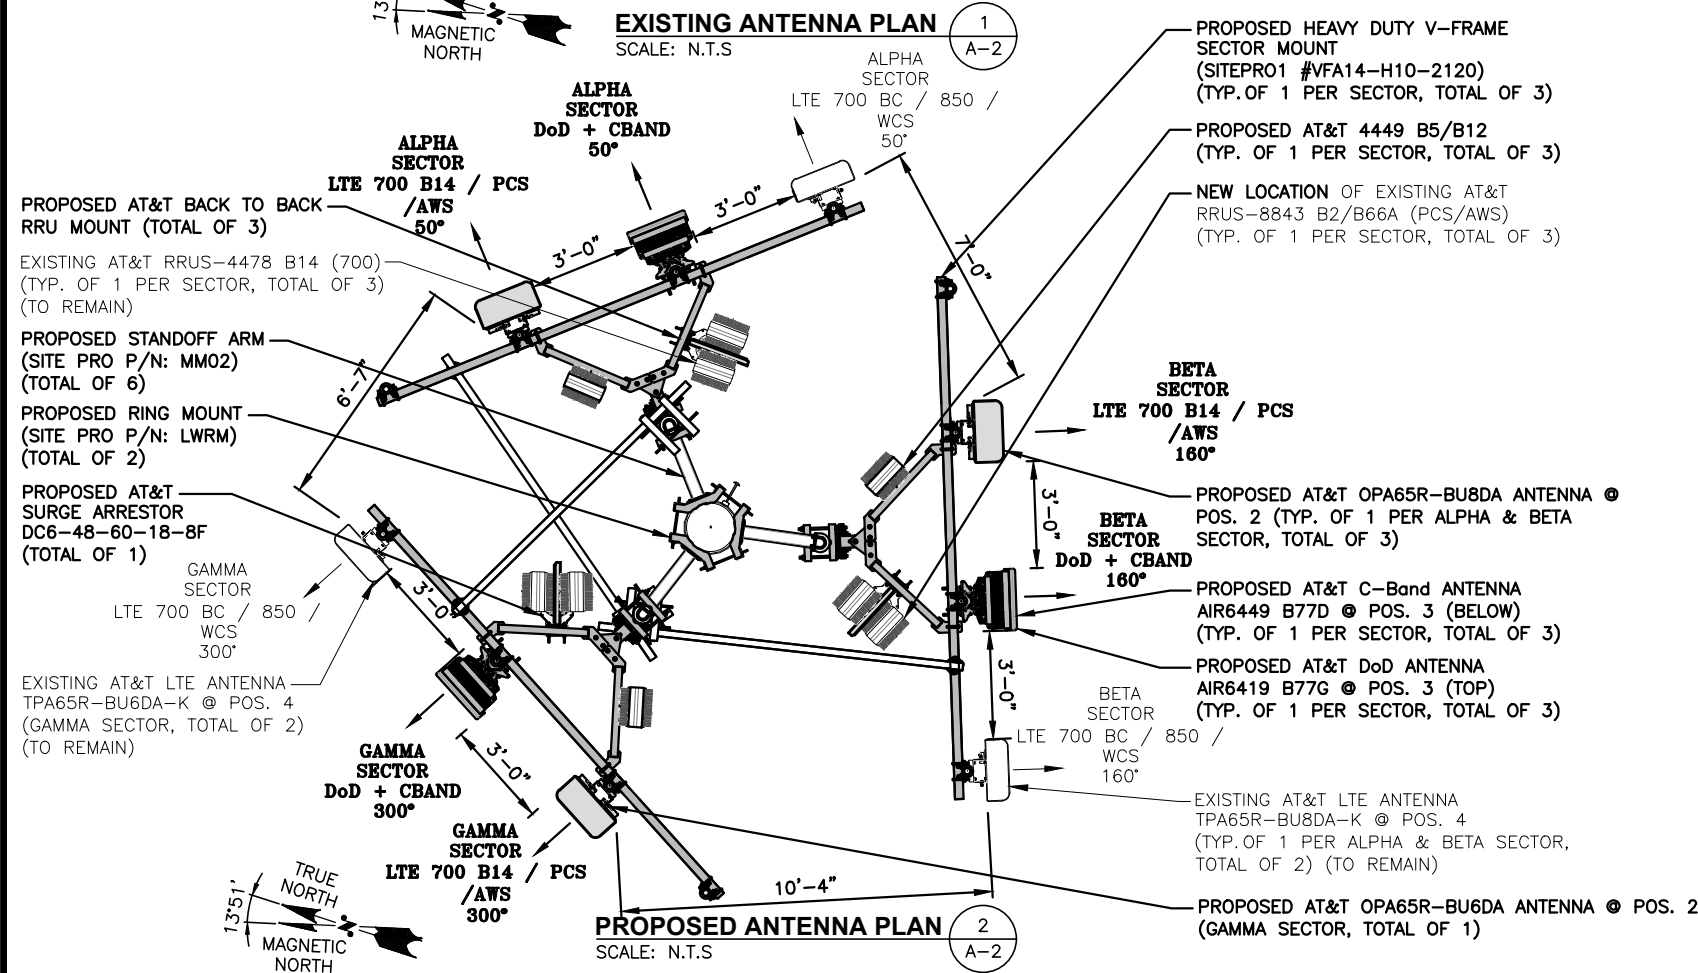 13
MAGNETIC
NORTH
EXISTING ANTENNA PLAN
SCALE: N.T.S
1
A-2
ALPHA
SECTOR
LTE 700 BC / 850 /
WCS
50°
ALPHA
SECTOR
DoD + CBAND
50°
ALPHA
SECTOR
LTE 700 B14 / PCS
/AWS
50°
3'-0"
3'-0"
7'-0"
6'-7"
PROPOSED AT&T BACK TO BACK
RRU MOUNT (TOTAL OF 3)
EXISTING AT&T RRUS-4478 B14 (700)
(TYP. OF 1 PER SECTOR, TOTAL OF 3)
(TO REMAIN)
PROPOSED STANDOFF ARM
(SITE PRO P/N: MM02)
(TOTAL OF 6)
PROPOSED RING MOUNT
(SITE PRO P/N: LWRM)
(TOTAL OF 2)
PROPOSED AT&T
SURGE ARRESTOR
DC6-48-60-18-8F
(TOTAL OF 1)
GAMMA
SECTOR
LTE 700 BC / 850 /
WCS
300°
EXISTING AT&T LTE ANTENNA
TPA65R-BU6DA-K @ POS. 4
(GAMMA SECTOR, TOTAL OF 2)
(TO REMAIN)
3'-0
GAMMA
SECTOR
DoD + CBAND
300°
3'-0"
GAMMA
SECTOR
LTE 700 B14 / PCS
/AWS
300°
PROPOSED HEAVY DUTY V-FRAME
SECTOR MOUNT
(SITEPRO1 #VFA14-H10-2120)
(TYP.OF 1 PER SECTOR, TOTAL OF 3)
PROPOSED AT&T 4449 B5/B12
(TYP. OF 1 PER SECTOR, TOTAL OF 3)
NEW LOCATION OF EXISTING AT&T
RRUS-8843 B2/B66A (PCS/AWS)
(TYP. OF 1 PER SECTOR, TOTAL OF 3)
BETA
SECTOR
LTE 700 B14 / PCS
/AWS
160°
3'-0"
BETA
SECTOR
DoD + CBAND
160°
3'-0"
BETA
SECTOR
LTE 700 BC / 850 /
WCS
160°
PROPOSED AT&T OPA65R-BU8DA ANTENNA @
POS. 2 (TYP. OF 1 PER ALPHA & BETA
SECTOR, TOTAL OF 3)
PROPOSED AT&T C-Band ANTENNA
AIR6449 B77D @ POS. 3 (BELOW)
(TYP. OF 1 PER SECTOR, TOTAL OF 3)
PROPOSED AT&T DoD ANTENNA
AIR6419 B77G @ POS. 3 (TOP)
(TYP. OF 1 PER SECTOR, TOTAL OF 3)
EXISTING AT&T LTE ANTENNA
TPA65R-BU8DA-K @ POS. 4
(TYP.OF 1 PER ALPHA & BETA SECTOR,
TOTAL OF 2) (TO REMAIN)
PROPOSED AT&T OPA65R-BU6DA ANTENNA @ POS. 2
(GAMMA SECTOR, TOTAL OF 1)
10'-4"
13°51'
TRUE
NORTH
MAGNETIC
NORTH
PROPOSED ANTENNA PLAN
SCALE: N.T.S
2
A-2